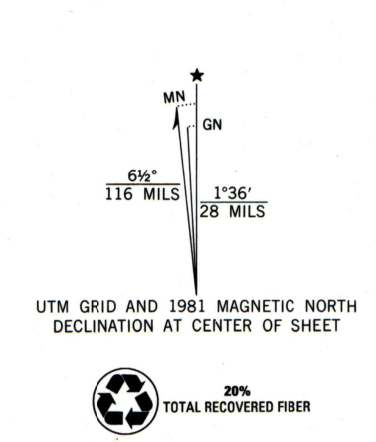 ★
MN
GN
6½°
116 MILS
1°36′
28 MILS
UTM GRID AND 1981 MAGNETIC NORTH
DECLINATION AT CENTER OF SHEET
20%
TOTAL RECOVERED FIBER